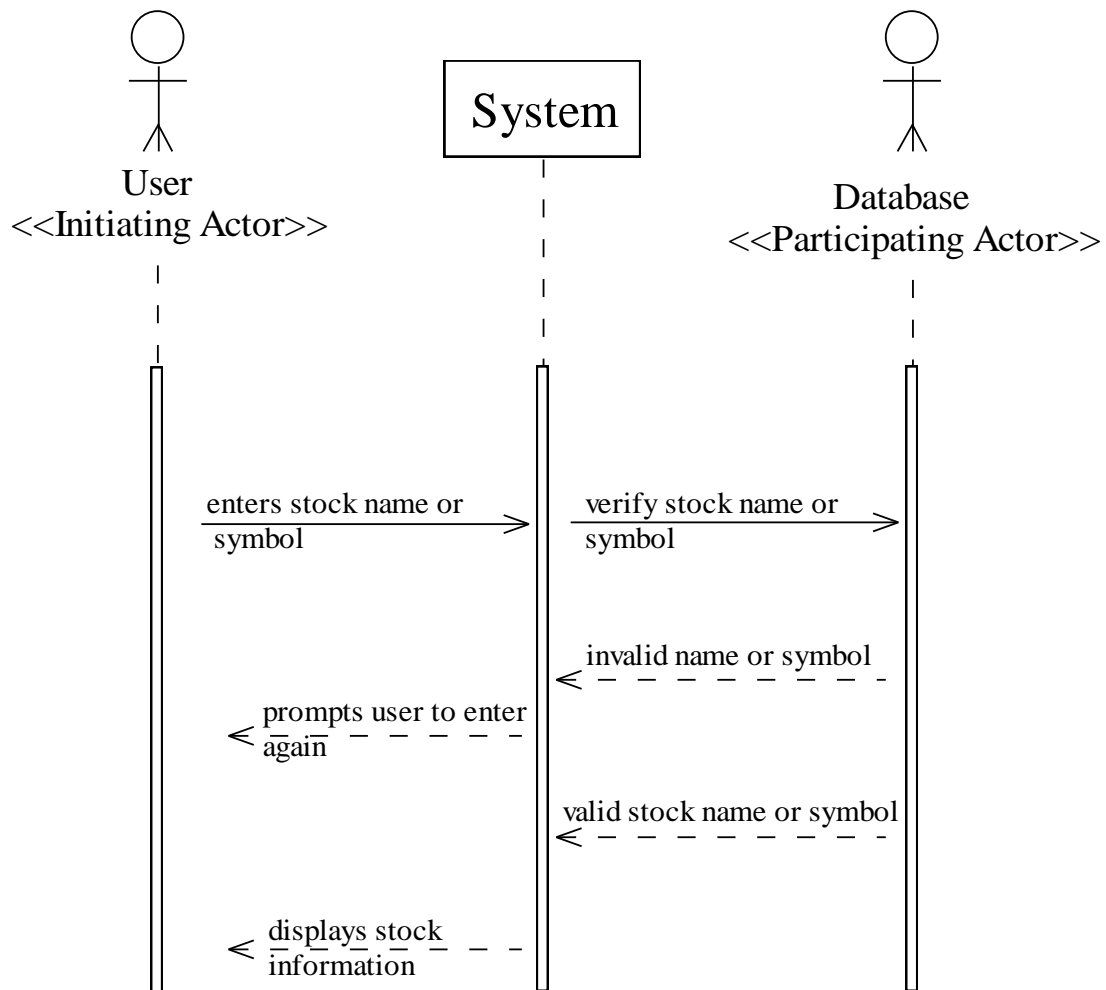 System
User
<<Initiating Actor>>
Database
<<Participating Actor>>
enters stock name or
symbol
verify stock name or
symbol
invalid name or symbol
prompts user to enter
again
valid stock name or symbol
displays stock
information